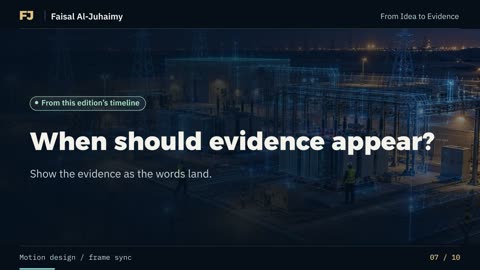 FJ
Faisal Al-Juhaimy
From Idea to Evidence
From this edition's timeline
When should evidence appear?
Show the evidence as the words land.
Motion design / frame sync
07 / 10